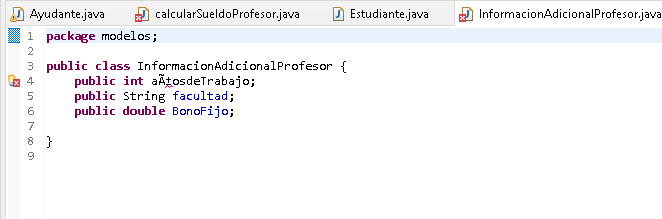 Ayudante.java calcularSueldoProfesor.java Estudiante.java InformacionAdicionalProfesor.java
1 package modelos;
2
3 public class InformacionAdicionalProfesor {
4 public int aÃ±osdeTrabajo;
5 public String facultad;
6 public double BonoFijo;
7
8 }
9